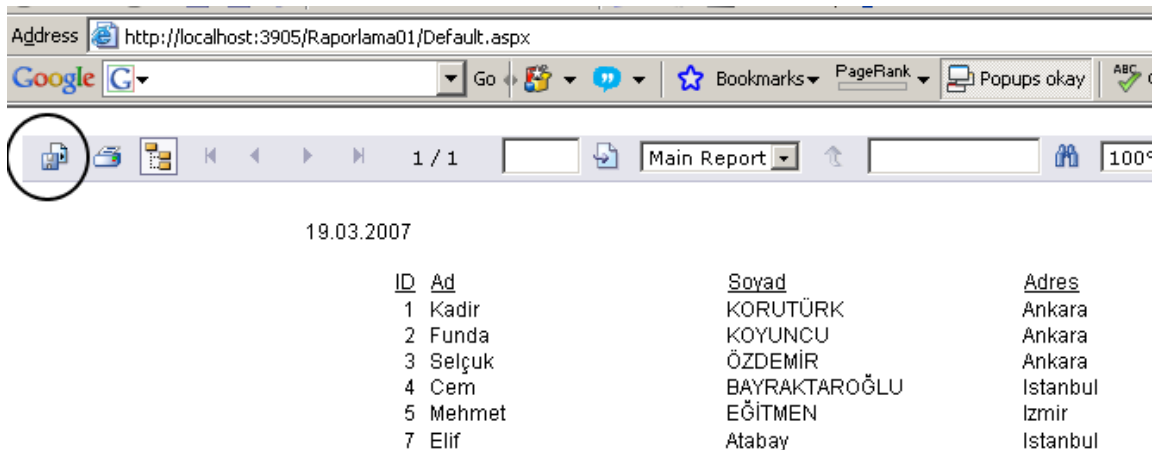 Address http://localhost:3905/Raporlama01/Default.aspx
Google G Go Bookmarks PageRank Popups okay ABC
1 / 1 Main Report 100%
19.03.2007
ID Ad Soyad Adres
1 Kadir KORUTÜRK Ankara
2 Funda KOYUNCU Ankara
3 Selçuk ÖZDEMİR Ankara
4 Cem BAYRAKTAROĞLU Istanbul
5 Mehmet EĞİTMEN Izmir
7 Elif Atabay Istanbul